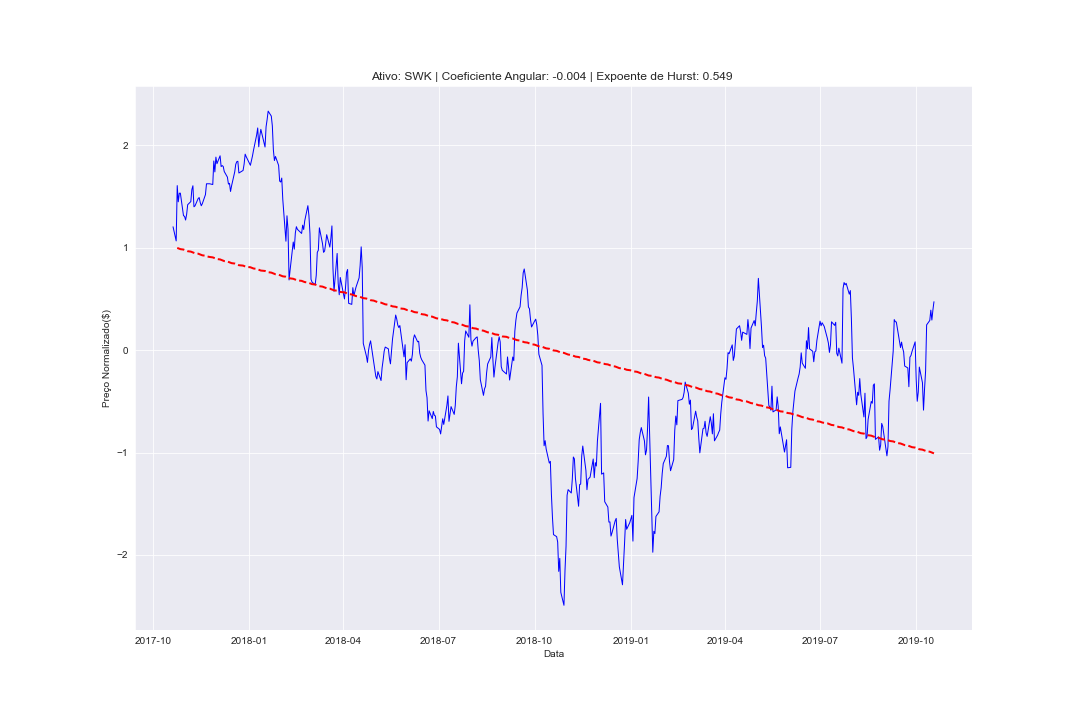 Ativo: SWK | Coeficiente Angular: -0.004 | Expoente de Hurst: 0.549
Preço Normalizado($)
2
1
0
−1
−2
2017-10 2018-01 2018-04 2018-07 2018-10 2019-01 2019-04 2019-07 2019-10
Data